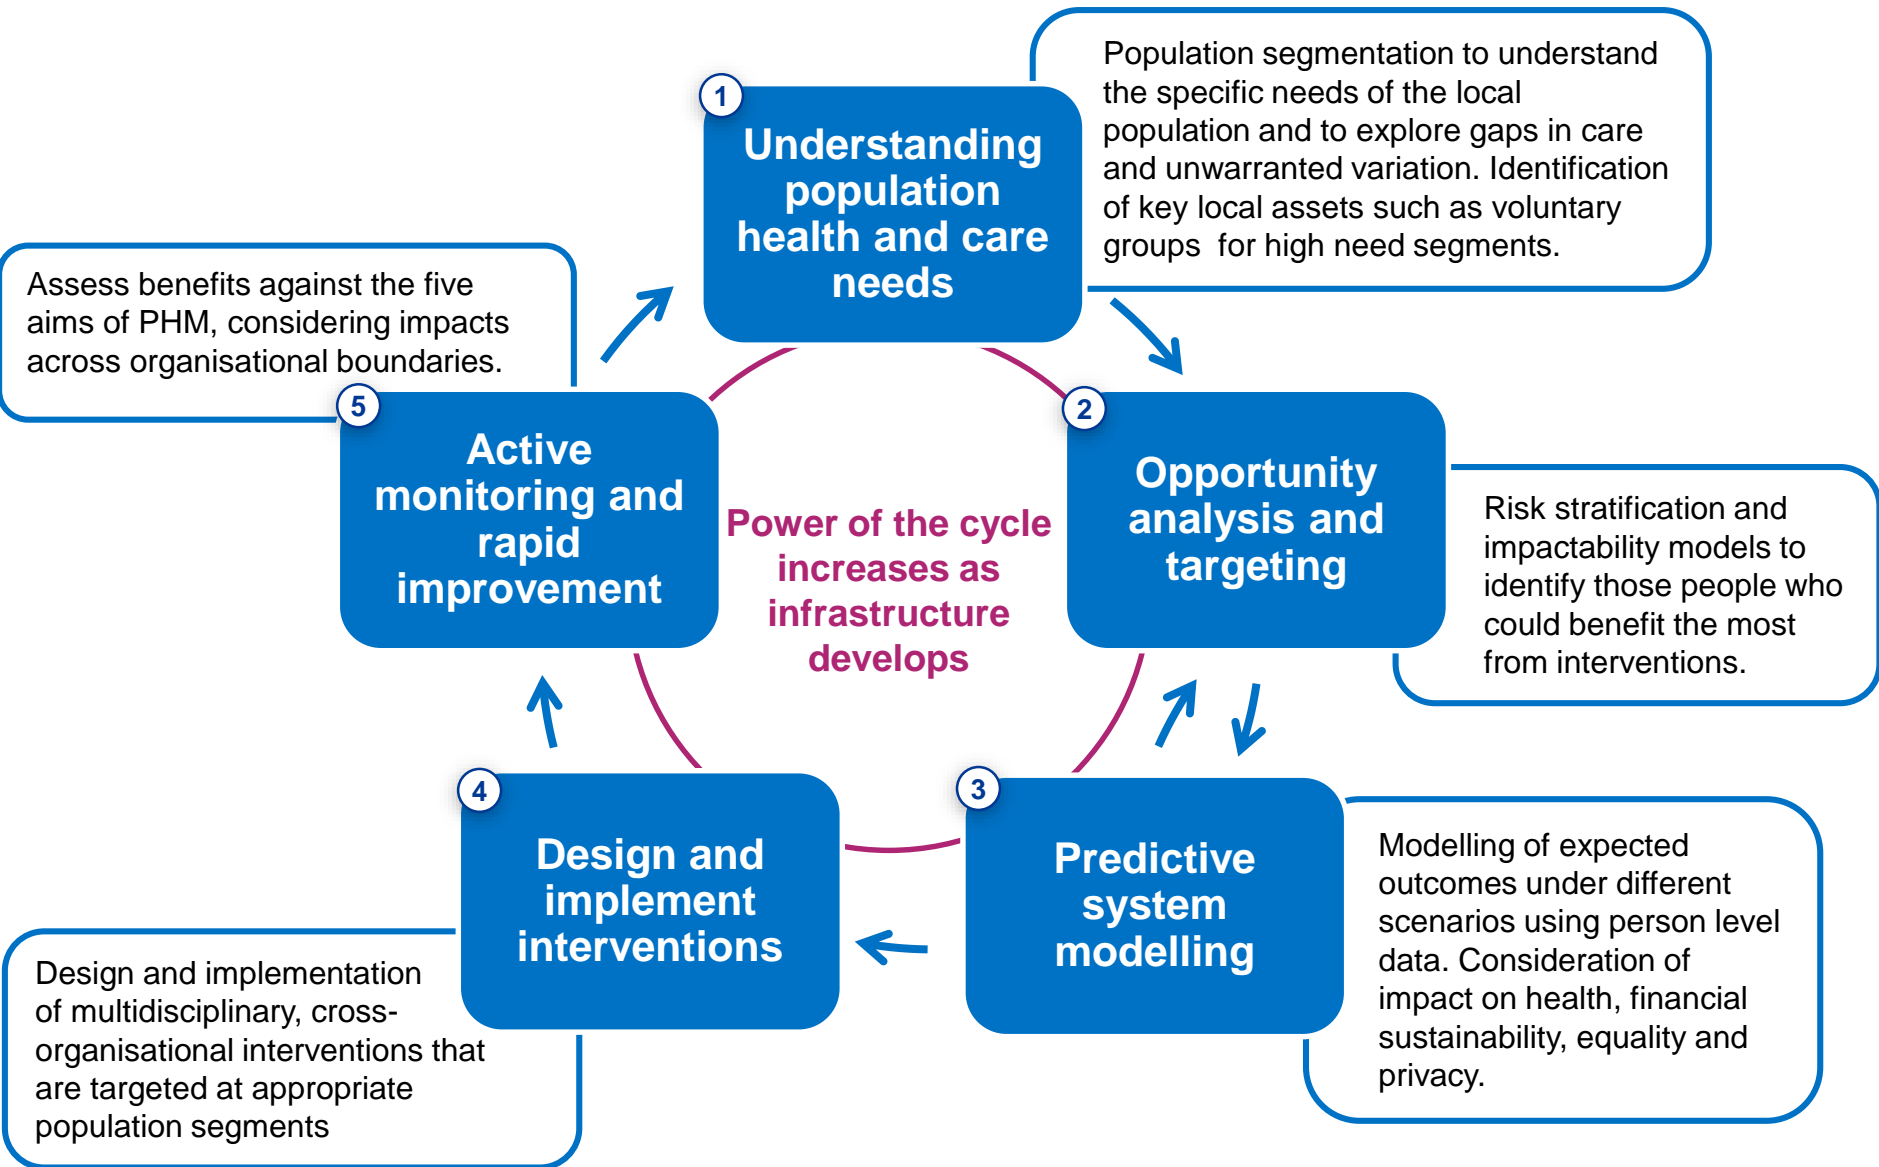 1
Understanding
population
health and care
needs
Population segmentation to understand
the specific needs of the local
population and to explore gaps in care
and unwarranted variation. Identification
of key local assets such as voluntary
groups  for high need segments.
2
Opportunity
analysis and
targeting
Risk stratification and
impactability models to
identify those people who
could benefit the most
from interventions.
3
Predictive
system
modelling
Modelling of expected
outcomes under different
scenarios using person level
data. Consideration of
impact on health, financial
sustainability, equality and
privacy.
4
Design and
implement
interventions
Design and implementation
of multidisciplinary, cross-
organisational interventions that
are targeted at appropriate
population segments
5
Active
monitoring and
rapid
improvement
Assess benefits against the five
aims of PHM, considering impacts
across organisational boundaries.
Power of the cycle
increases as
infrastructure
develops